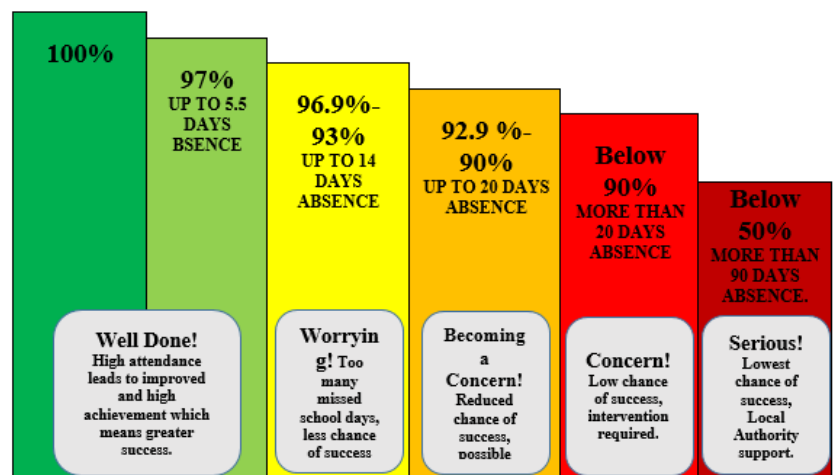 100%
97%
UP TO 5.5
DAYS
BSENCE
96.9%-
93%
UP TO 14
DAYS
ABSENCE
92.9 %-
90%
UP TO 20 DAYS
ABSENCE
Below
90%
MORE THAN
20 DAYS
ABSENCE
Below
50%
MORE THAN
90 DAYS
ABSENCE.
Well Done!
High attendance
leads to improved
and high
achievement which
means greater
success.
Worryin
g! Too
many
missed
school days,
less chance
of success
Becoming
a
Concern!
Reduced
chance of
success,
possible
Concern!
Low chance
of success,
intervention
required.
Serious!
Lowest
chance of
success,
Local
Authority
support.